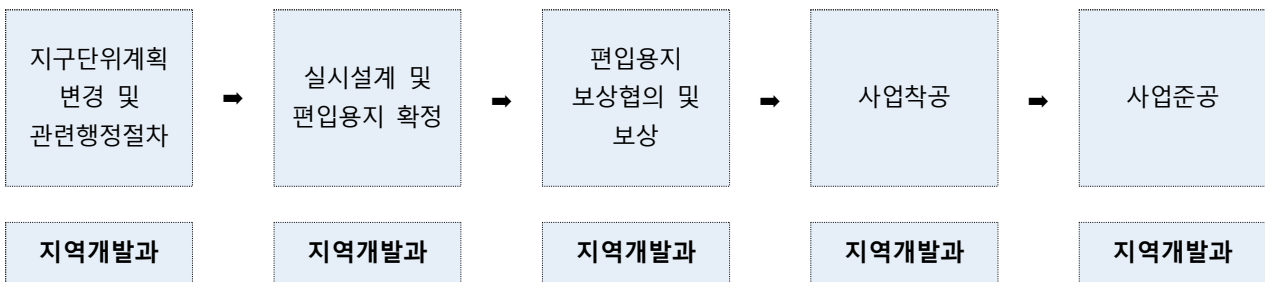 지구단위계획
변경 및
관련행정절차
➡
실시설계 및
편입용지 확정
➡
편입용지
보상협의 및
보상
➡
사업착공
➡
사업준공
지역개발과
지역개발과
지역개발과
지역개발과
지역개발과